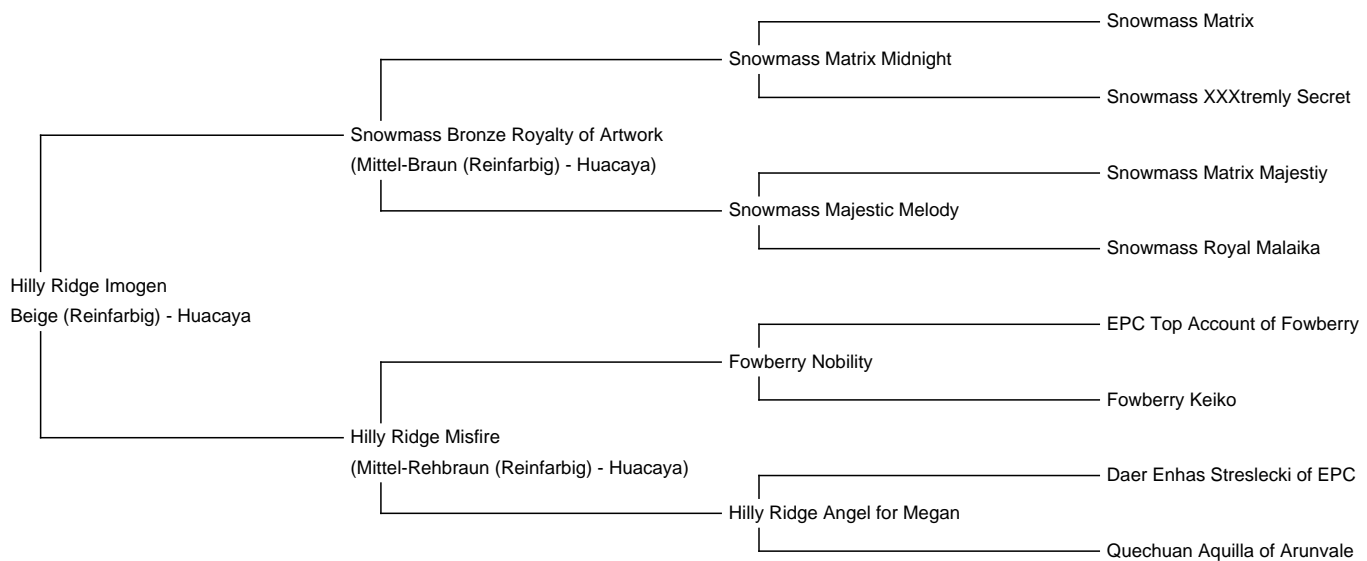 Snowmass Matrix
Snowmass Matrix Midnight
Snowmass XXXtremly Secret
Snowmass Bronze Royalty of Artwork
(Mittel-Braun (Reinfarbig) - Huacaya)
Snowmass Matrix Majestiy
Snowmass Majestic Melody
Snowmass Royal Malaika
Hilly Ridge Imogen
Beige (Reinfarbig) - Huacaya
EPC Top Account of Fowberry
Fowberry Nobility
Fowberry Keiko
Hilly Ridge Misfire
(Mittel-Rehbraun (Reinfarbig) - Huacaya)
Daer Enhas Streslecki of EPC
Hilly Ridge Angel for Megan
Quechuan Aquilla of Arunvale